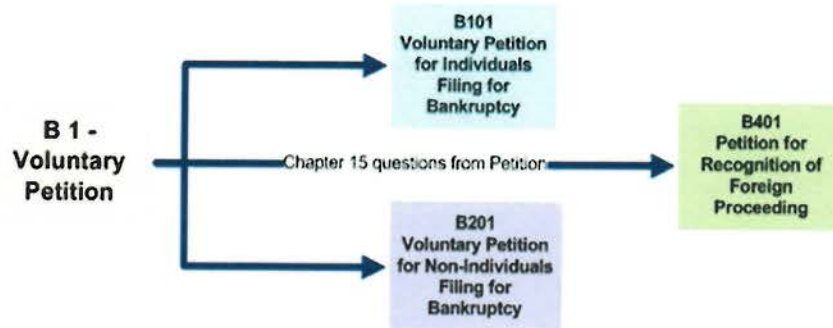 B 1 -
Voluntary
Petition
B101
Voluntary Petition
for Individuals
Filing for
Bankruptcy
Chapter 15 questions from Petition
B401
Petition for
Recognition of
Foreign
Proceeding
B201
Voluntary Petition
for Non-Individuals
Filing for
Bankruptcy